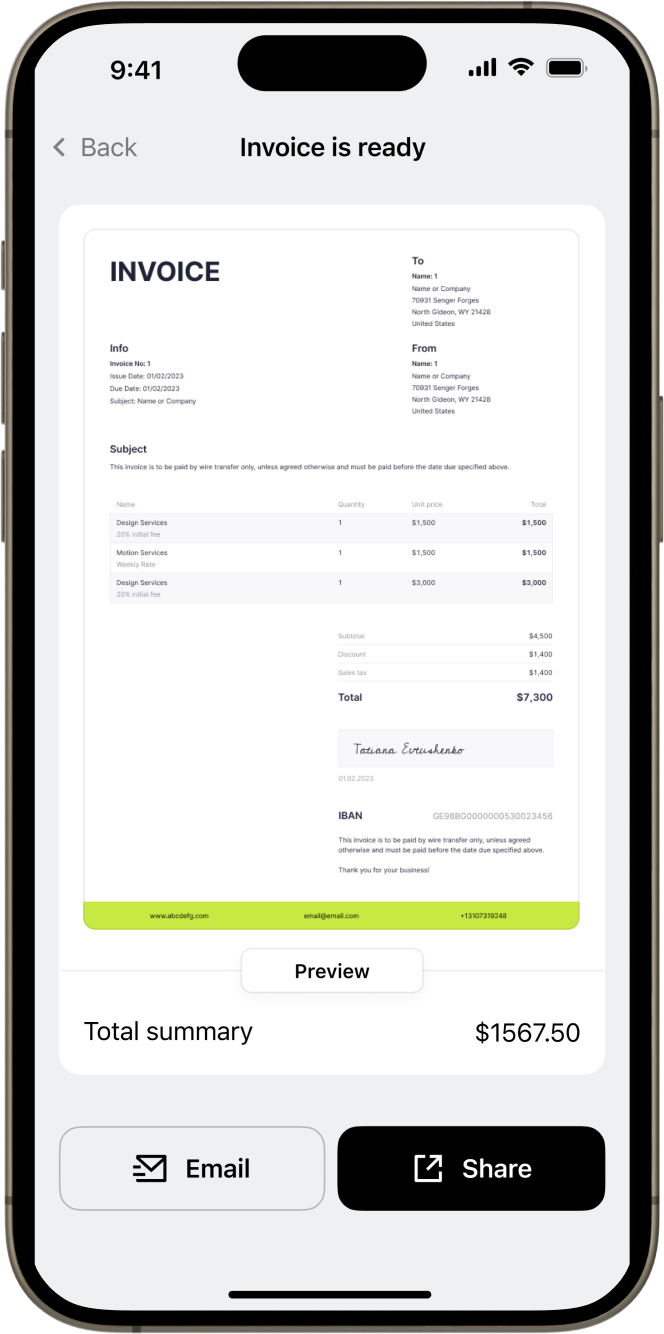 9:41
Back
Invoice is ready
INVOICE
To
Name: 1
Name or Company
70931 Senger Forges
North Gideon, WY 21428
United States
Info
Invoice No: 1
Issue Date: 01/02/2023
Due Date: 01/02/2023
Subject: Name or Company
From
Name: 1
Name or Company
70931 Senger Forges
North Gideon, WY 21428
United States
Subject
This invoice is to be paid by wire transfer only, unless agreed otherwise and must be paid before the date due specified above.
Name Quantity Unit price Total
Design Services 1 $1,500 $1,500
20% initial fee
Motion Services 1 $1,500 $1,500
Weekly Rate
Design Services 1 $3,000 $3,000
20% initial fee
Subtotal $4,500
Discount $1,400
Sales tax $1,400
Total $7,300
Tatiana Evtushenko
01.02.2023
IBAN GE98BG0000000530023456
This invoice is to be paid by wire transfer only, unless agreed
otherwise and must be paid before the date due specified above.
Thank you for your business!
www.abcdefg.com email@email.com +13107319248
Preview
Total summary $1567.50
Email
Share